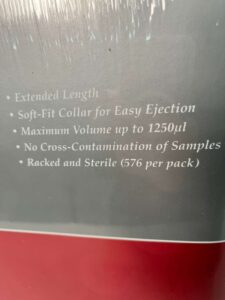 • Extended Length
• Soft-Fit Collar for Easy Ejection
• Maximum Volume up to 1250µl
• No Cross-Contamination of Samples
• Racked and Sterile (576 per pack)